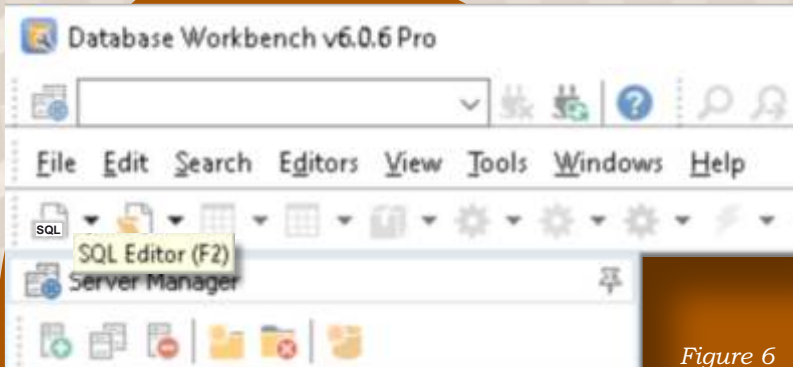 Database Workbench v6.0.6 Pro
File Edit Search Editors View Tools Windows Help
SQL
SQL Editor (F2)
Server Manager
Figure 6